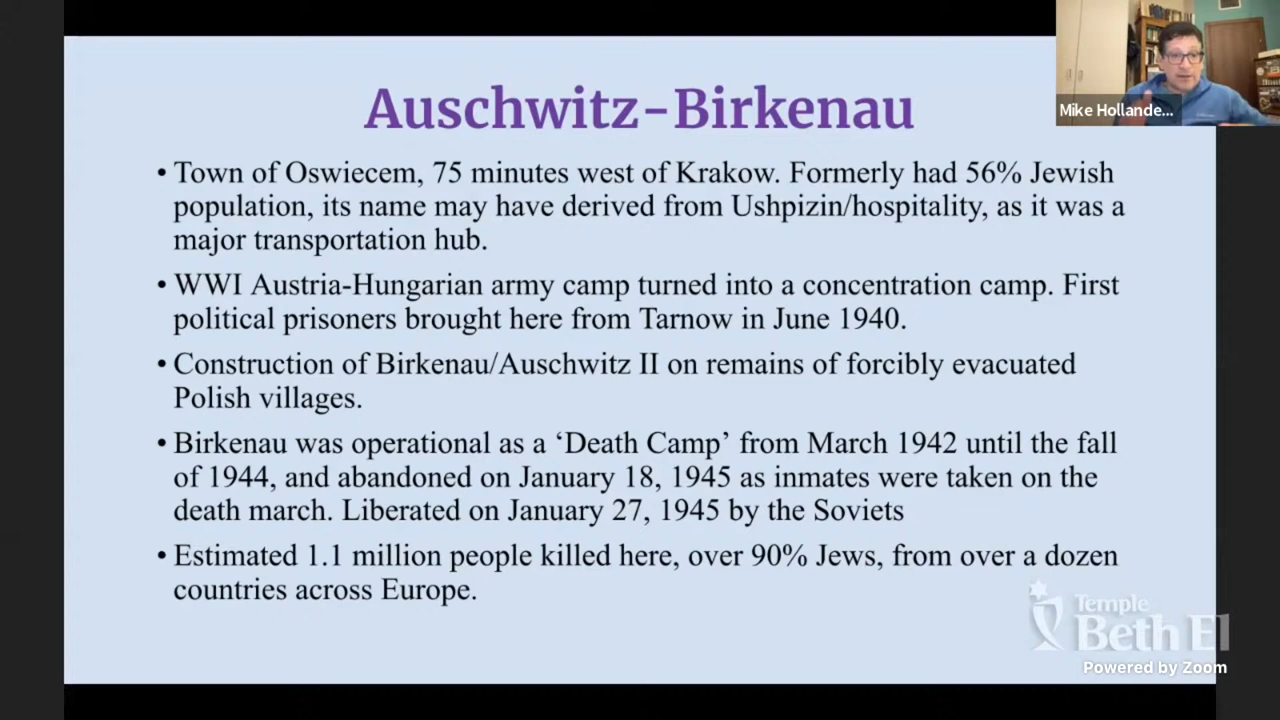 Auschwitz-Birkenau
Mike Hollande...
• Town of Oswiecem, 75 minutes west of Krakow. Formerly had 56% Jewish
population, its name may have derived from Ushpizin/hospitality, as it was a
major transportation hub.
• WWI Austria-Hungarian army camp turned into a concentration camp. First
political prisoners brought here from Tarnow in June 1940.
• Construction of Birkenau/Auschwitz II on remains of forcibly evacuated
Polish villages.
• Birkenau was operational as a ‘Death Camp’ from March 1942 until the fall
of 1944, and abandoned on January 18, 1945 as inmates were taken on the
death march. Liberated on January 27, 1945 by the Soviets
• Estimated 1.1 million people killed here, over 90% Jews, from over a dozen
countries across Europe.
Temple
Beth El
Powered by Zoom